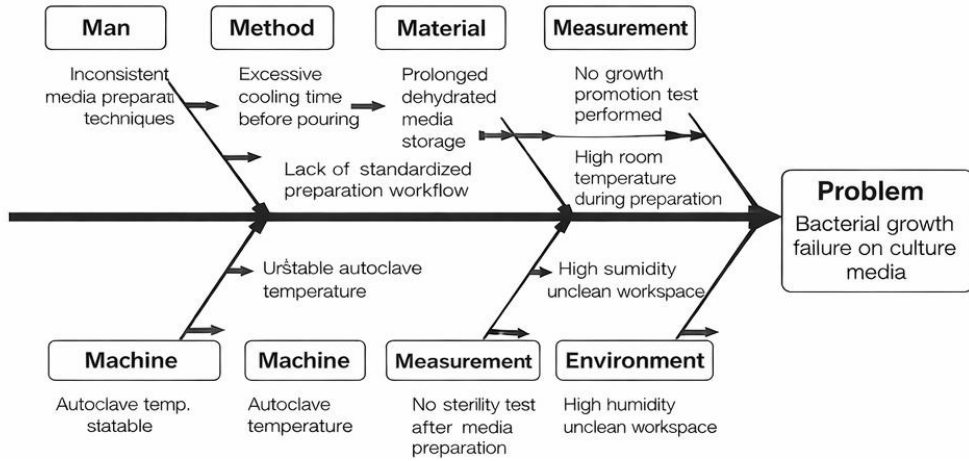 Man
Method
Material
Measurement
Inconsistent
media preparati
techniques
Excessive
cooling time
before pouring
Prolonged
dehydrated
media
storage
No growth
promotion test
performed
Lack of standardized
preparation workflow
High room
temperature
during preparation
Problem
Bacterial growth
failure on culture
media
Urstable autoclave
temperature
High sumidity
unclean workspace
Machine
Machine
Measurement
Environment
Autoclave temp.
statable
Autoclave
temperature
No sterility test
after media
preparation
High humidity
unclean workspace